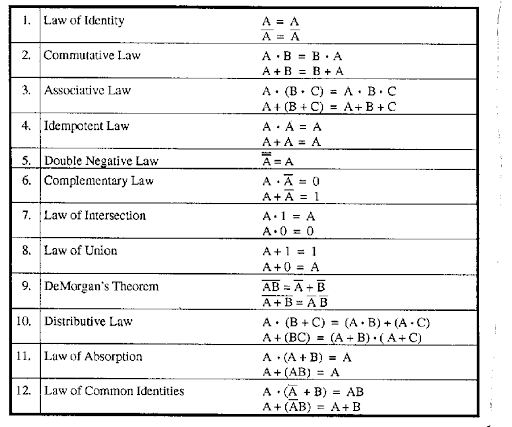 1. Law of Identity A = A
A̅ = A̅
2. Commutative Law A · B = B · A
A + B = B + A
3. Associative Law A · (B · C) = A · B · C
A + (B + C) = A + B + C
4. Idempotent Law A · A = A
A + A = A
5. Double Negative Law A̿ = A
6. Complementary Law A · A̅ = 0
A + A̅ = 1
7. Law of Intersection A · 1 = A
A · 0 = 0
8. Law of Union A + 1 = 1
A + 0 = A
9. DeMorgan's Theorem A̅B̅ = A̅ + B̅
A̅ ̅+̅ ̅B̅ = A̅ B̅
10. Distributive Law A · (B + C) = (A · B) + (A · C)
A + (BC) = (A + B) · (A + C)
11. Law of Absorption A · (A + B) = A
A + (AB) = A
12. Law of Common Identities A · (A̅ + B) = AB
A + (A̅B) = A + B